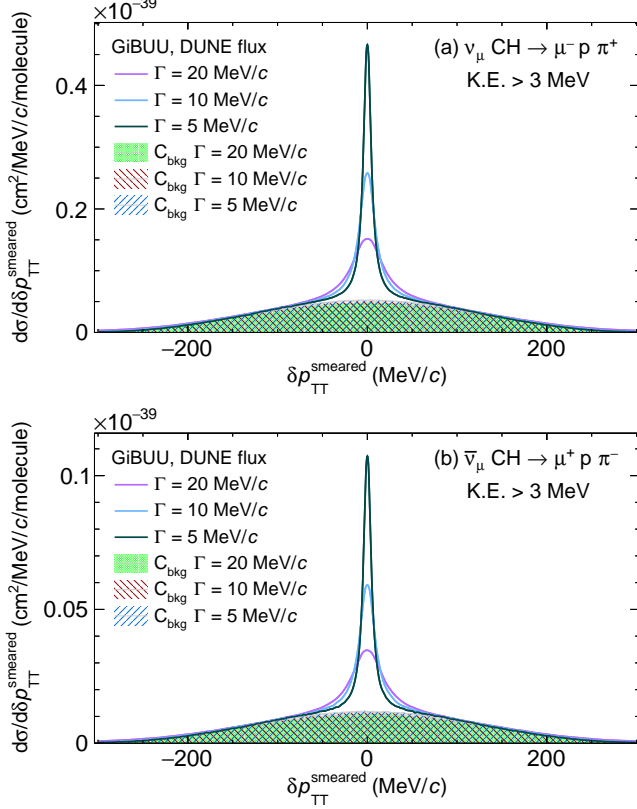 ×10⁻³⁹
GiBUU, DUNE flux
Γ = 20 MeV/c
Γ = 10 MeV/c
Γ = 5 MeV/c
C_bkg Γ = 20 MeV/c
C_bkg Γ = 10 MeV/c
C_bkg Γ = 5 MeV/c
(a) ν_μ CH → μ⁻ p π⁺
K.E. > 3 MeV
dσ/dδp_TT^smeared (cm²/MeV/c/molecule)
0.4
0.2
0
−200
0
200
δp_TT^smeared (MeV/c)
×10⁻³⁹
GiBUU, DUNE flux
Γ = 20 MeV/c
Γ = 10 MeV/c
Γ = 5 MeV/c
C_bkg Γ = 20 MeV/c
C_bkg Γ = 10 MeV/c
C_bkg Γ = 5 MeV/c
(b) ν̅_μ CH → μ⁺ p π⁻
K.E. > 3 MeV
dσ/dδp_TT^smeared (cm²/MeV/c/molecule)
0.1
0.05
0
−200
0
200
δp_TT^smeared (MeV/c)